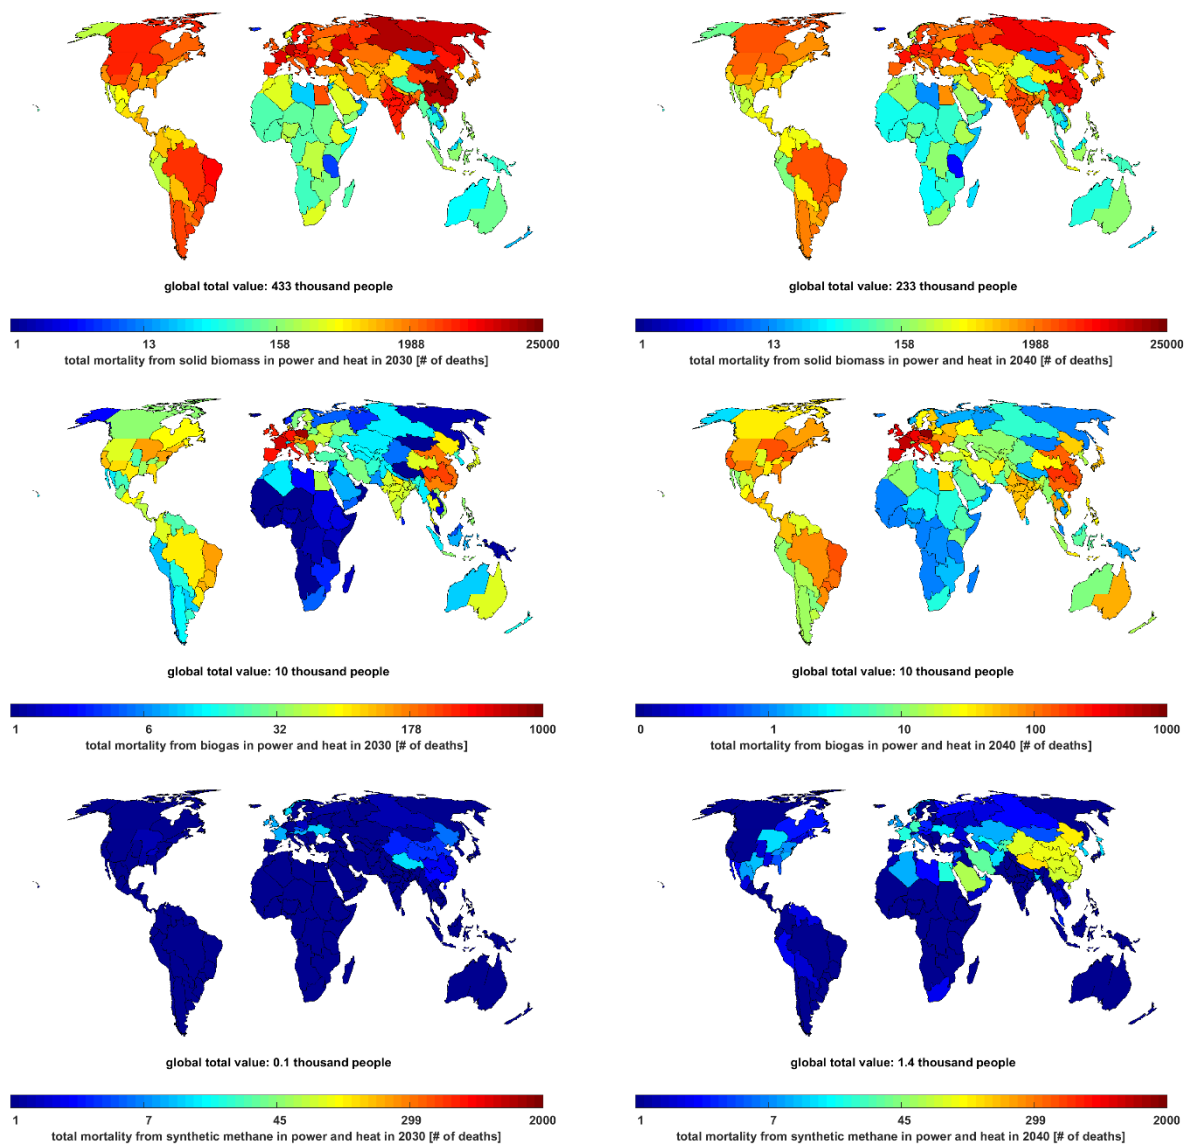 global total value: 433 thousand people
1 13 158 1988 25000
total mortality from solid biomass in power and heat in 2030 [# of deaths]
global total value: 233 thousand people
1 13 158 1988 25000
total mortality from solid biomass in power and heat in 2040 [# of deaths]
global total value: 10 thousand people
1 6 32 178 1000
total mortality from biogas in power and heat in 2030 [# of deaths]
global total value: 10 thousand people
0 1 10 100 1000
total mortality from biogas in power and heat in 2040 [# of deaths]
global total value: 0.1 thousand people
1 7 45 299 2000
total mortality from synthetic methane in power and heat in 2030 [# of deaths]
global total value: 1.4 thousand people
1 7 45 299 2000
total mortality from synthetic methane in power and heat in 2040 [# of deaths]